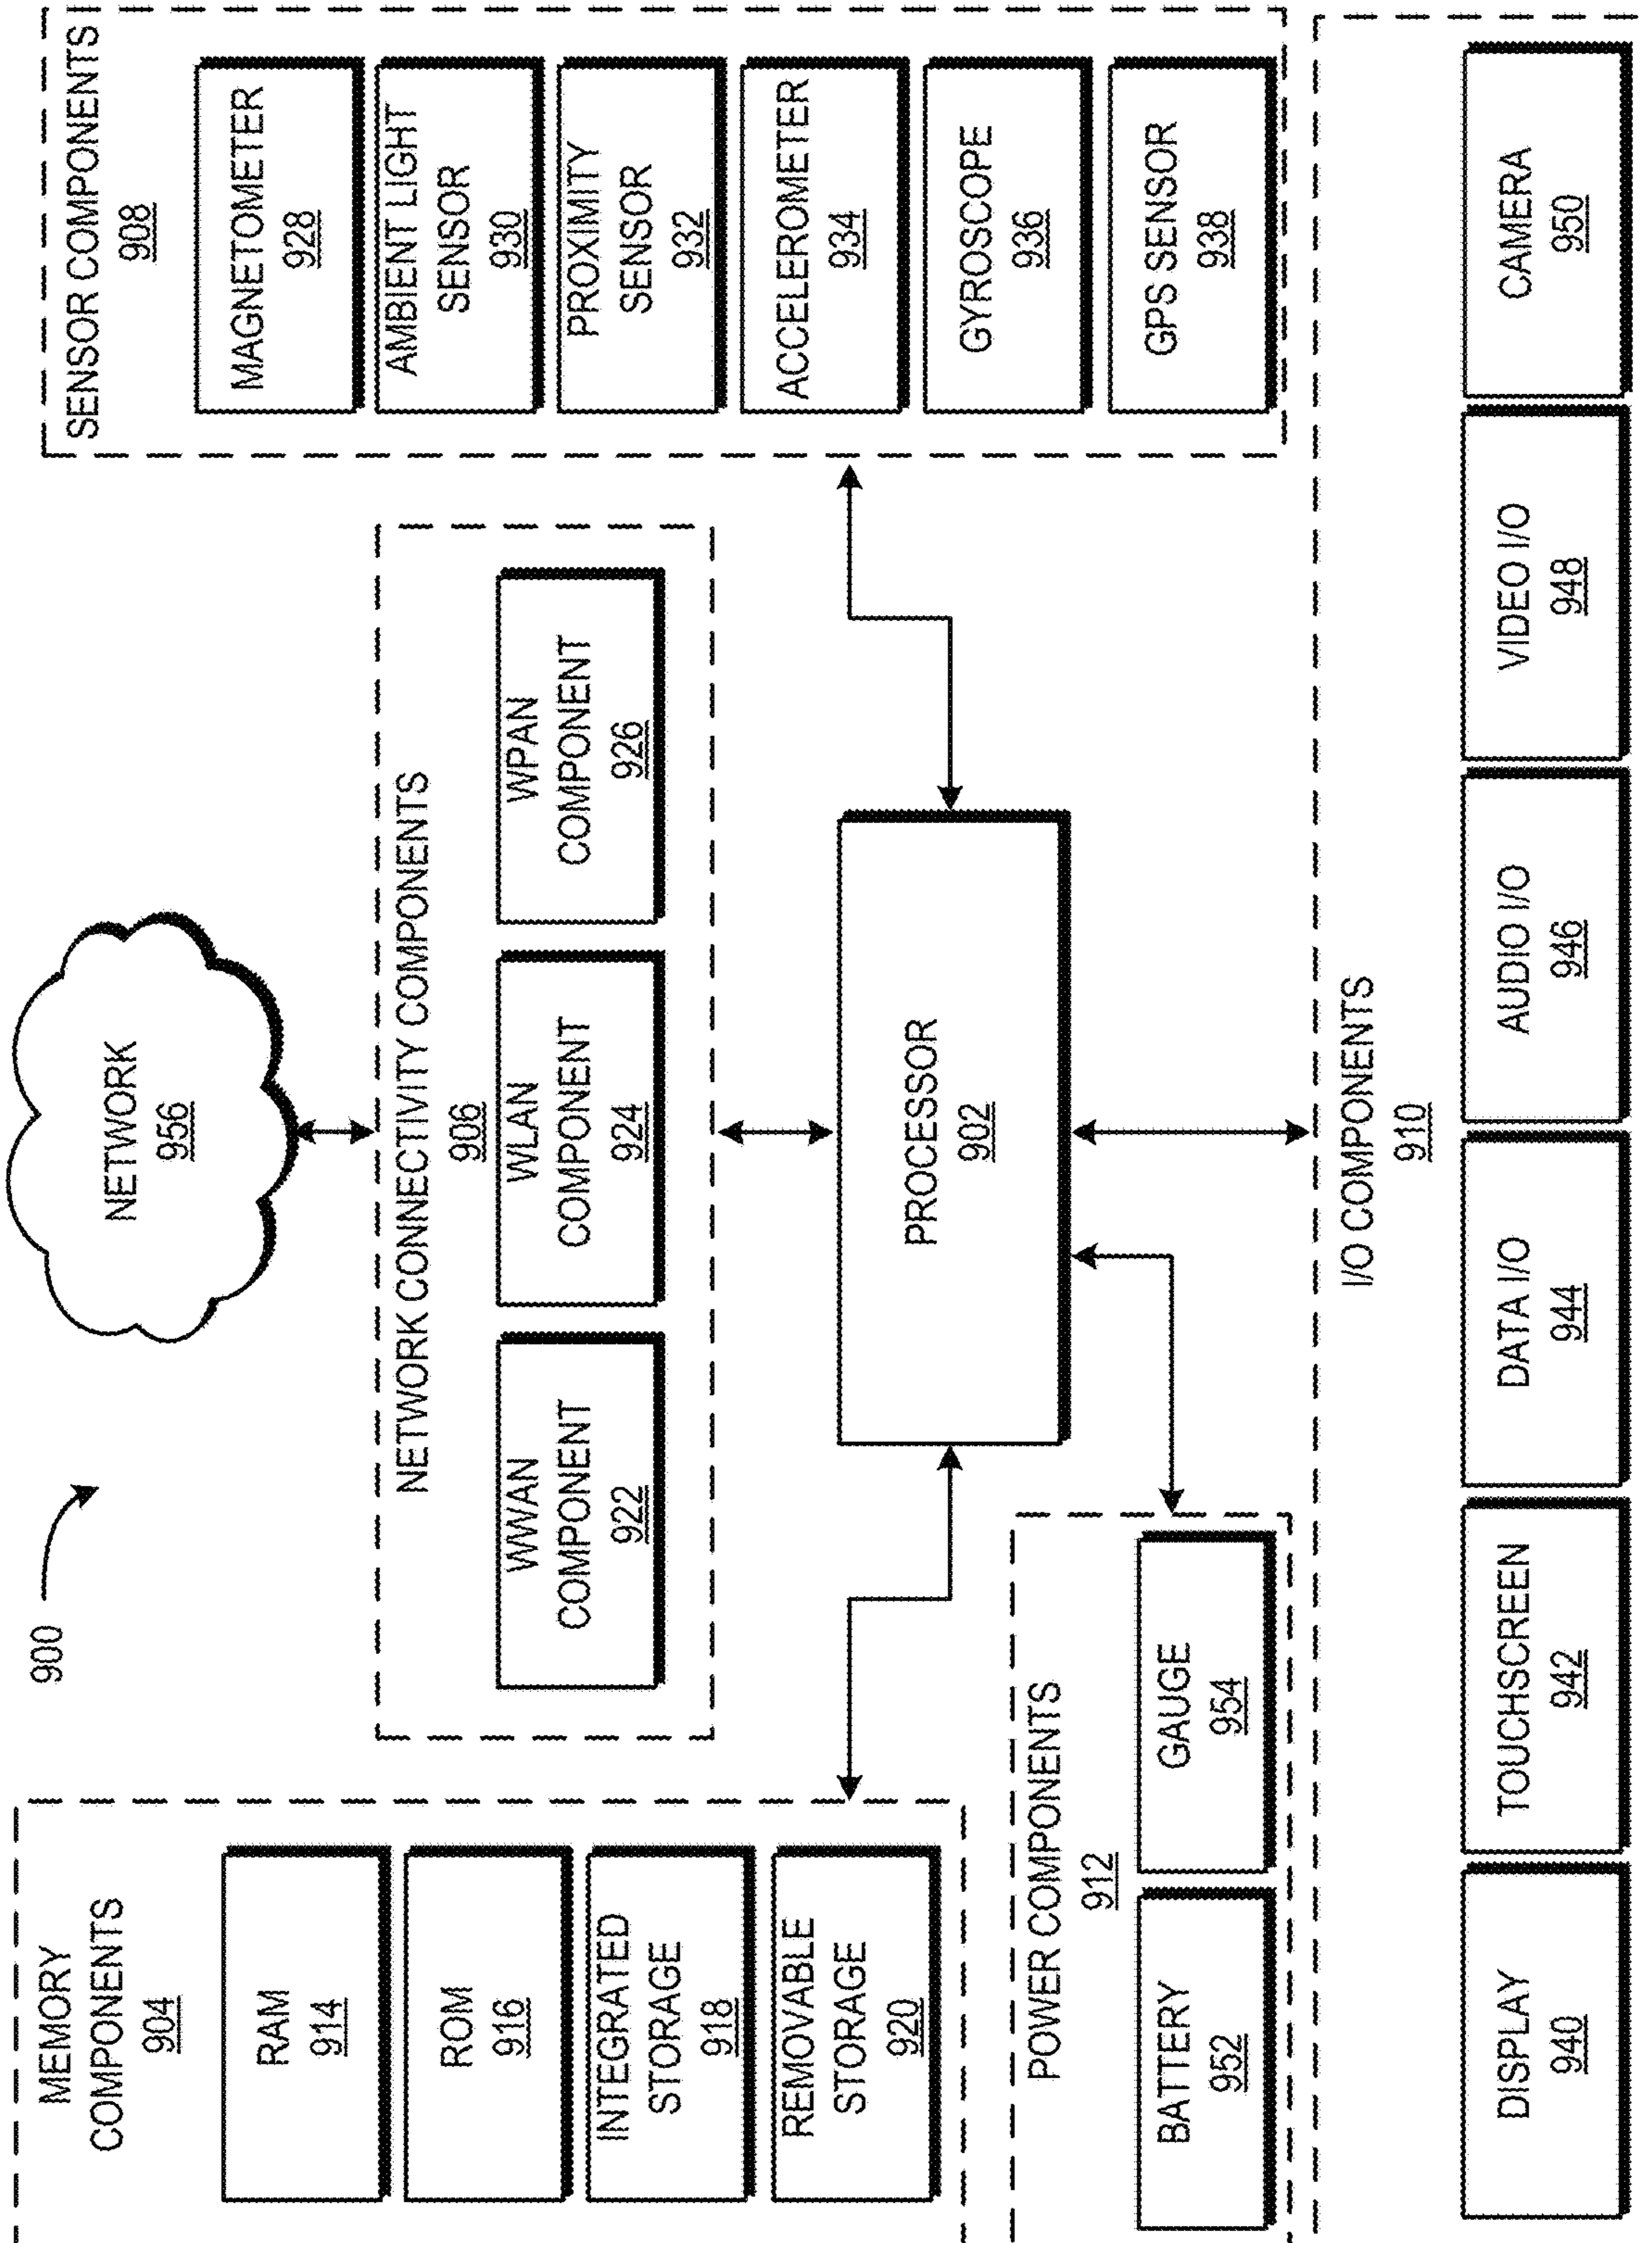 900
NETWORK
956
MEMORY
COMPONENTS
904
RAM
914
ROM
916
INTEGRATED
STORAGE
918
REMOVABLE
STORAGE
920
NETWORK CONNECTIVITY COMPONENTS
906
WWAN
COMPONENT
922
WLAN
COMPONENT
924
WPAN
COMPONENT
926
SENSOR COMPONENTS
908
MAGNETOMETER
928
AMBIENT LIGHT
SENSOR
930
PROXIMITY
SENSOR
932
ACCELEROMETER
934
GYROSCOPE
936
GPS SENSOR
938
PROCESSOR
902
POWER COMPONENTS
912
BATTERY
952
GAUGE
954
I/O COMPONENTS
910
DISPLAY
940
TOUCHSCREEN
942
DATA I/O
944
AUDIO I/O
946
VIDEO I/O
948
CAMERA
950